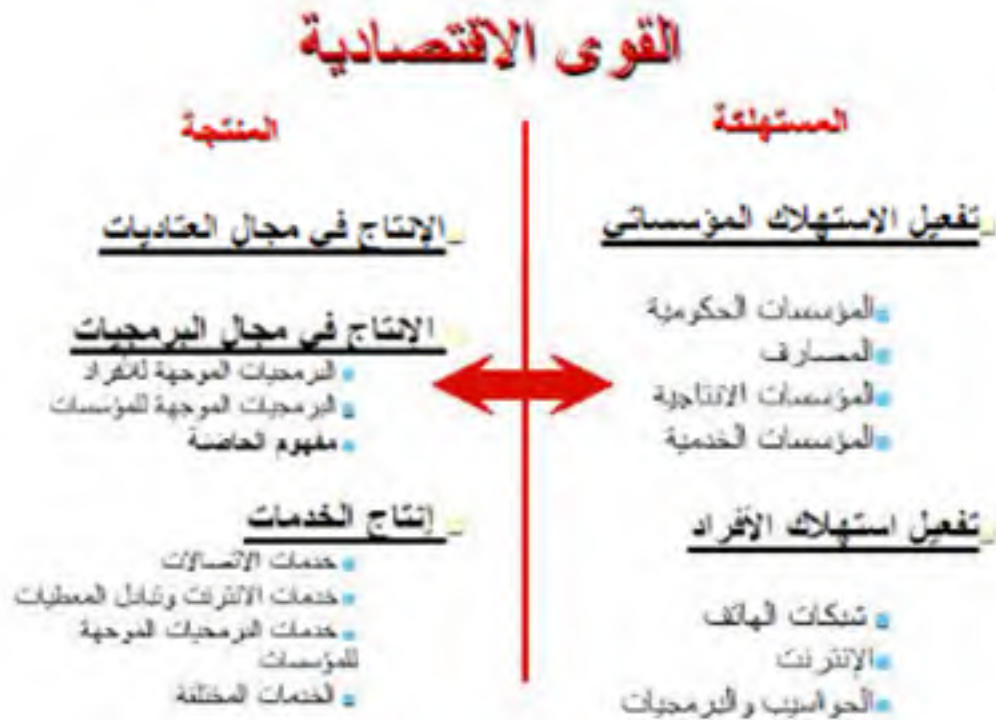 القوى الاقتصادية
المستهلكة
تفعيل الاستهلاك المؤسساتي
المؤسسات الحكومية
المصارف
المؤسسات الانتاجية
المؤسسات الخدمية
تفعيل استهلاك الأفراد
شبكات الهاتف
الإنترنت
الحواسيب والبرمجيات
المنتجة
الإنتاج في مجال العتاديات
الإنتاج في مجال البرمجيات
البرمجيات الموجهة للأفراد
البرمجيات الموجهة للمؤسسات
مفهوم الحاضنة
إنتاج الخدمات
خدمات الاتصالات
خدمات الانترنت وتبادل المعطيات
خدمات البرمجيات الموجهة
للمؤسسات
الخدمات المختلفة